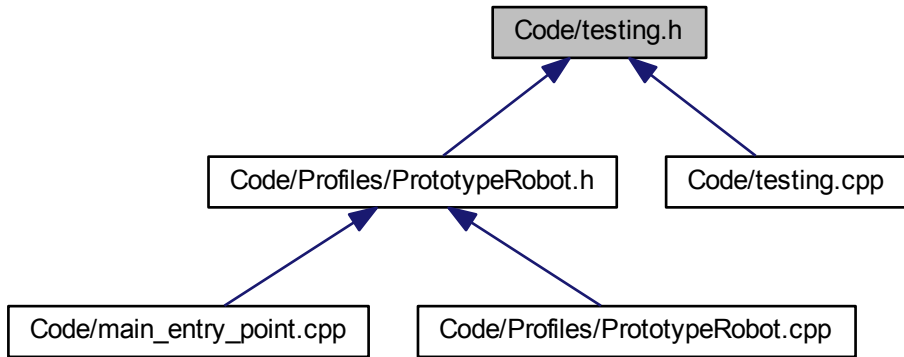 Code/testing.h
Code/Profiles/PrototypeRobot.h
Code/testing.cpp
Code/main_entry_point.cpp
Code/Profiles/PrototypeRobot.cpp